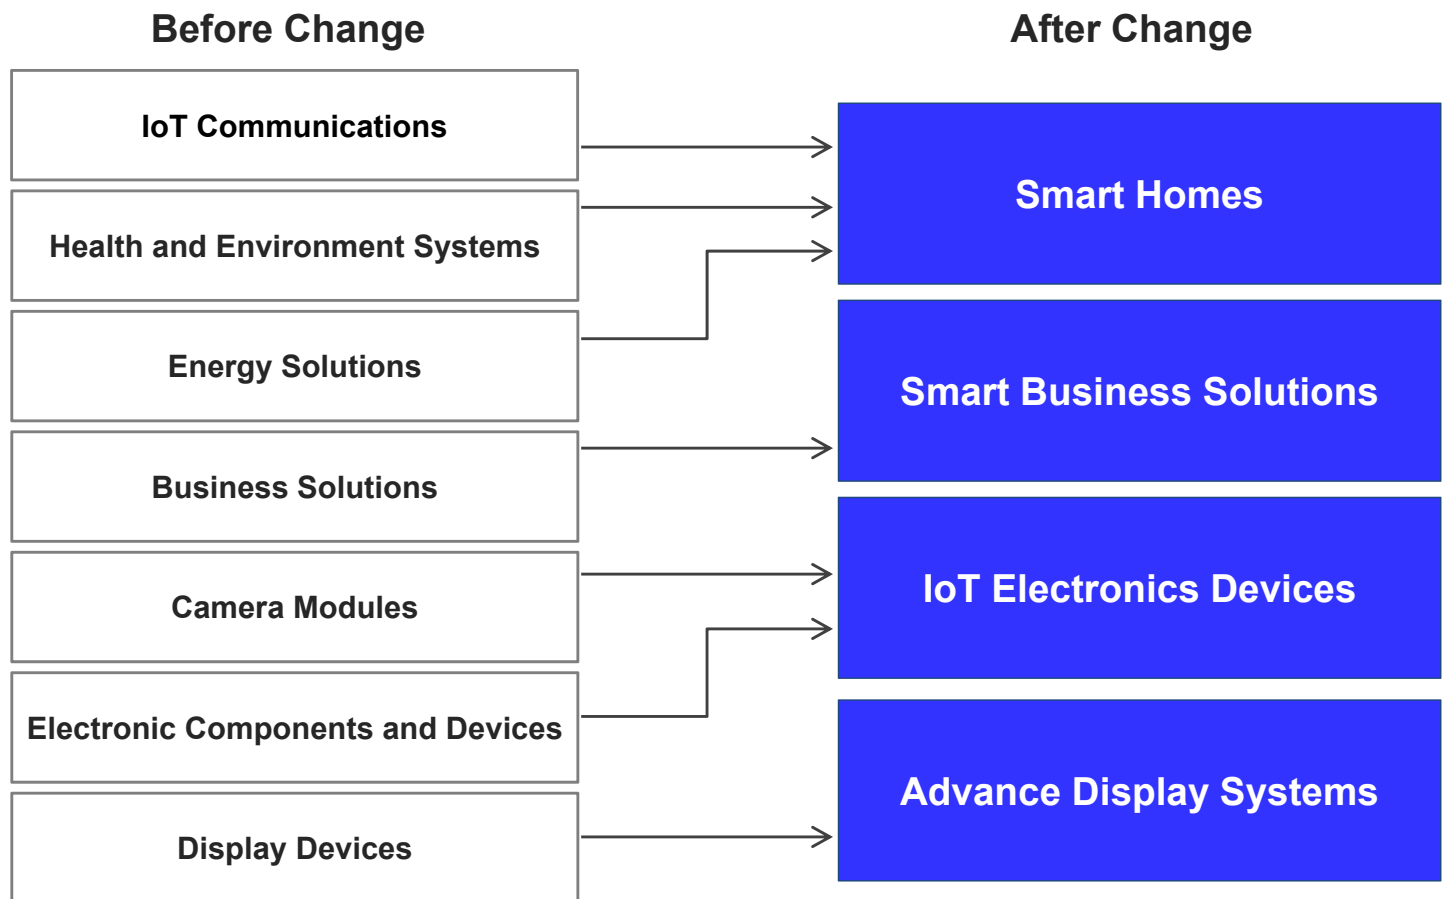 Before Change
After Change
IoT Communications
Health and Environment Systems
Energy Solutions
Business Solutions
Camera Modules
Electronic Components and Devices
Display Devices
Smart Homes
Smart Business Solutions
IoT Electronics Devices
Advance Display Systems